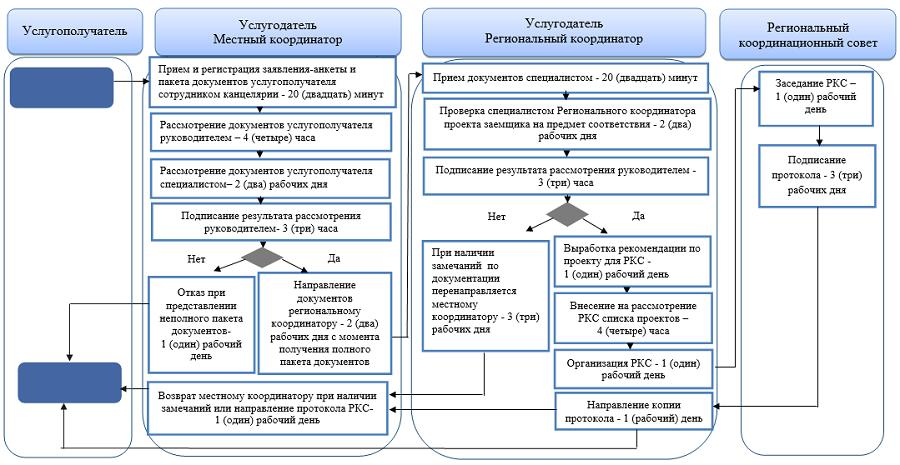 Услугополучатель
Услугодатель
Местный координатор
Услугодатель
Региональный координатор
Региональный
координационный совет
Прием и регистрация заявления-анкеты и
пакета документов услугополучателя
сотрудником канцелярии - 20 (двадцать) минут
Рассмотрение документов услугополучателя
руководителем – 4 (четыре) часа
Рассмотрение документов услугополучателя
специалистом– 2 (два) рабочих дня
Подписание результата рассмотрения
руководителем- 3 (три) часа
Нет
Да
Отказ при
представлении
неполного пакета
документов-
1 (один) рабочий
день
Направление
документов
региональному
координатору - 2 (два)
рабочих дня с момента
получения полного
пакета документов
Возврат местному координатору при наличии
замечаний или направление протокола РКС-
1 (один) рабочий день
Прием документов специалистом - 20 (двадцать) минут
Проверка специалистом Регионального координатора
проекта заемщика на предмет соответствия - 2 (два)
рабочих дня
Подписание результата рассмотрения руководителем -
3 (три) часа
Нет
Да
При наличии
замечаний по
документации
перенаправляется
местному
координатору - 3 (три)
рабочих дня
Выработка рекомендации по
проекту для РКС -
1 (один) рабочий день
Внесение на рассмотрение
РКС списка проектов –
4 (четыре) часа
Организация РКС - 1 (один)
рабочий день
Направление копии
протокола - 1 (рабочий) день
Заседание РКС –
1 (один) рабочий
день
Подписание
протокола - 3 (три)
рабочих дня